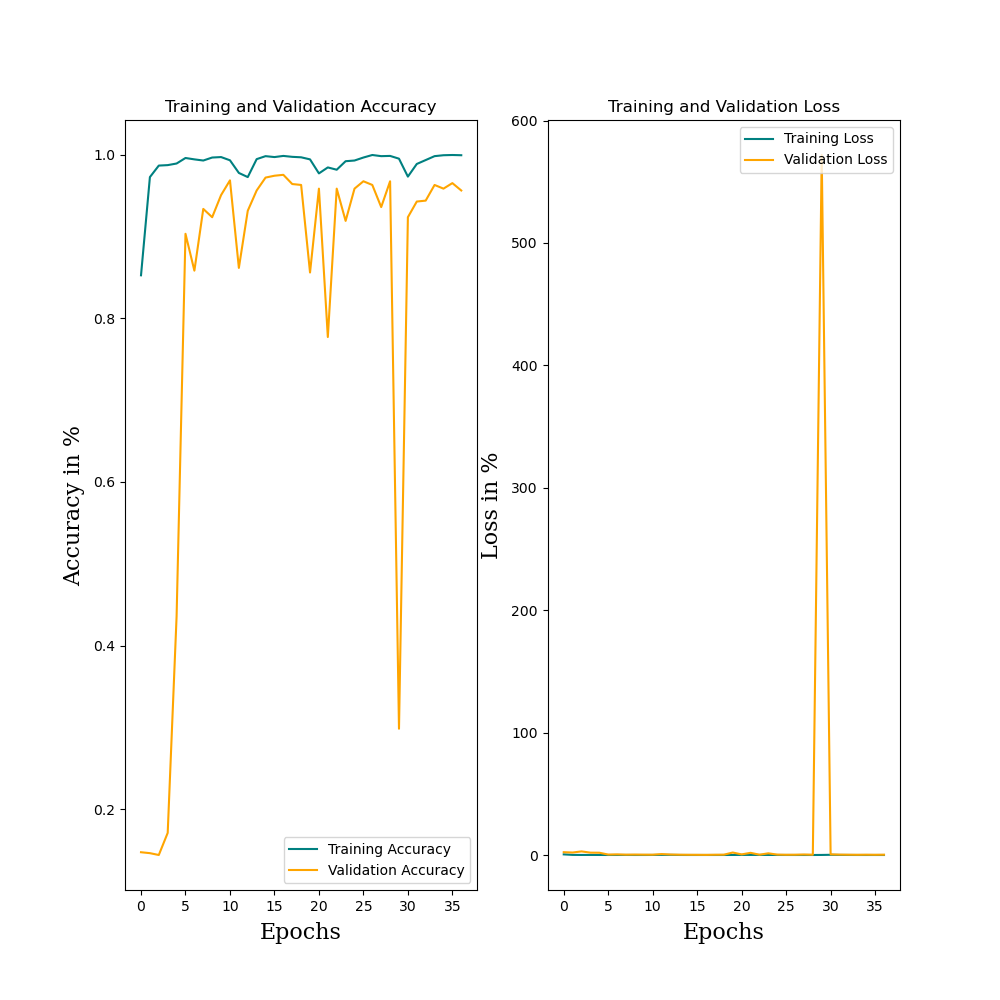 Training and Validation Accuracy
Accuracy in %
1.0
0.8
0.6
0.4
0.2
0 5 10 15 20 25 30 35
Epochs
Training Accuracy
Validation Accuracy
Training and Validation Loss
Loss in %
600
500
400
300
200
100
0
0 5 10 15 20 25 30 35
Epochs
Training Loss
Validation Loss